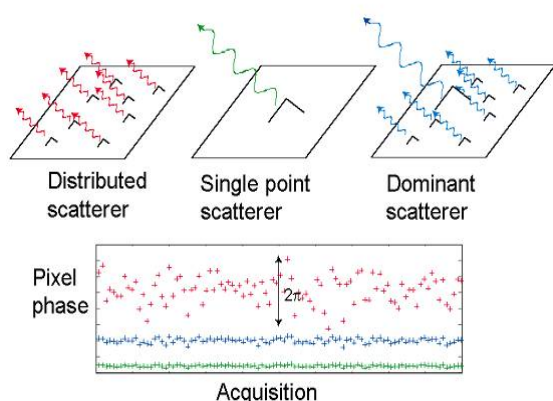 Distributed
scatterer
Single point
scatterer
Dominant
scatterer
Pixel
phase
2π
Acquisition